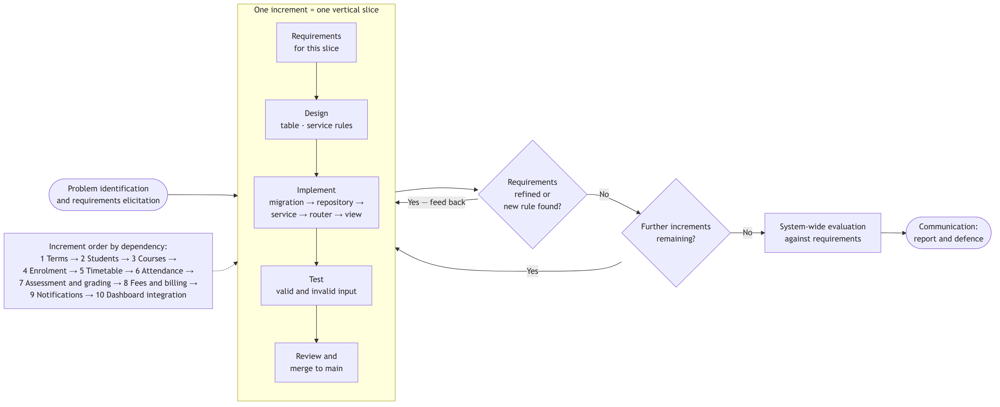 One increment = one vertical slice
Requirements
for this slice
Design
table · service rules
Implement
migration → repository →
service → router → view
Test
valid and invalid input
Review and
merge to main
Problem identification
and requirements elicitation
Increment order by dependency:
1 Terms → 2 Students → 3 Courses →
4 Enrolment → 5 Timetable → 6 Attendance →
7 Assessment and grading → 8 Fees and billing →
9 Notifications → 10 Dashboard integration
Yes — feed back
Requirements
refined or
new rule found?
No
Yes
Further increments
remaining?
No
System-wide evaluation
against requirements
Communication:
report and defence